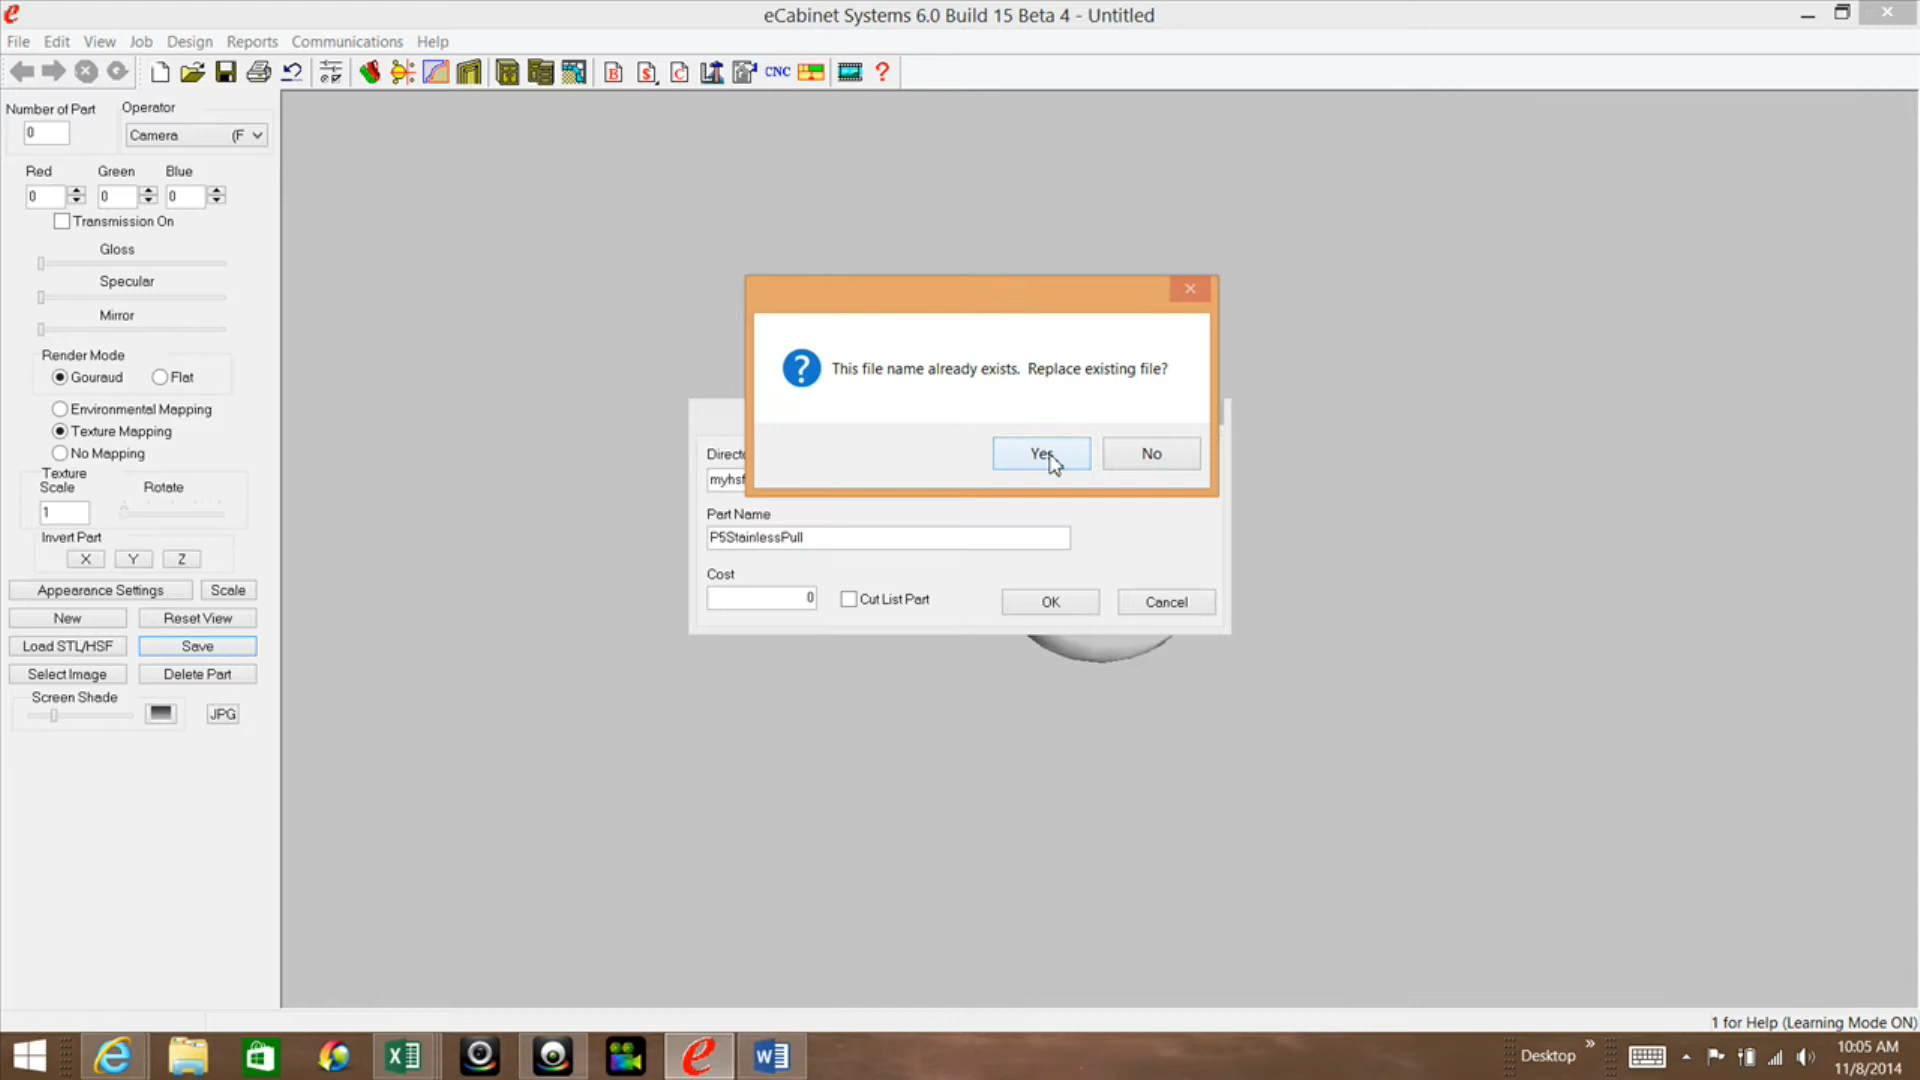 eCabinet Systems 6.0 Build 15 Beta 4 - Untitled
File Edit View Job Design Reports Communications Help
B $ C CNC ?
Number of Part Operator
0 Camera (F
Red Green Blue
0 0 0
Transmission On
Gloss
Specular
Mirror
Render Mode
Gouraud Flat
Environmental Mapping
Texture Mapping
No Mapping
Texture
Scale Rotate
1
Invert Part
X Y Z
Appearance Settings Scale
New Reset View
Load STL/HSF Save
Select Image Delete Part
Screen Shade
JPG
This file name already exists. Replace existing file?
Yes No
Part Name
P5StainlessPull
Cost
0 Cut List Part OK Cancel
1 for Help (Learning Mode ON)
Desktop
10:05 AM
11/8/2014